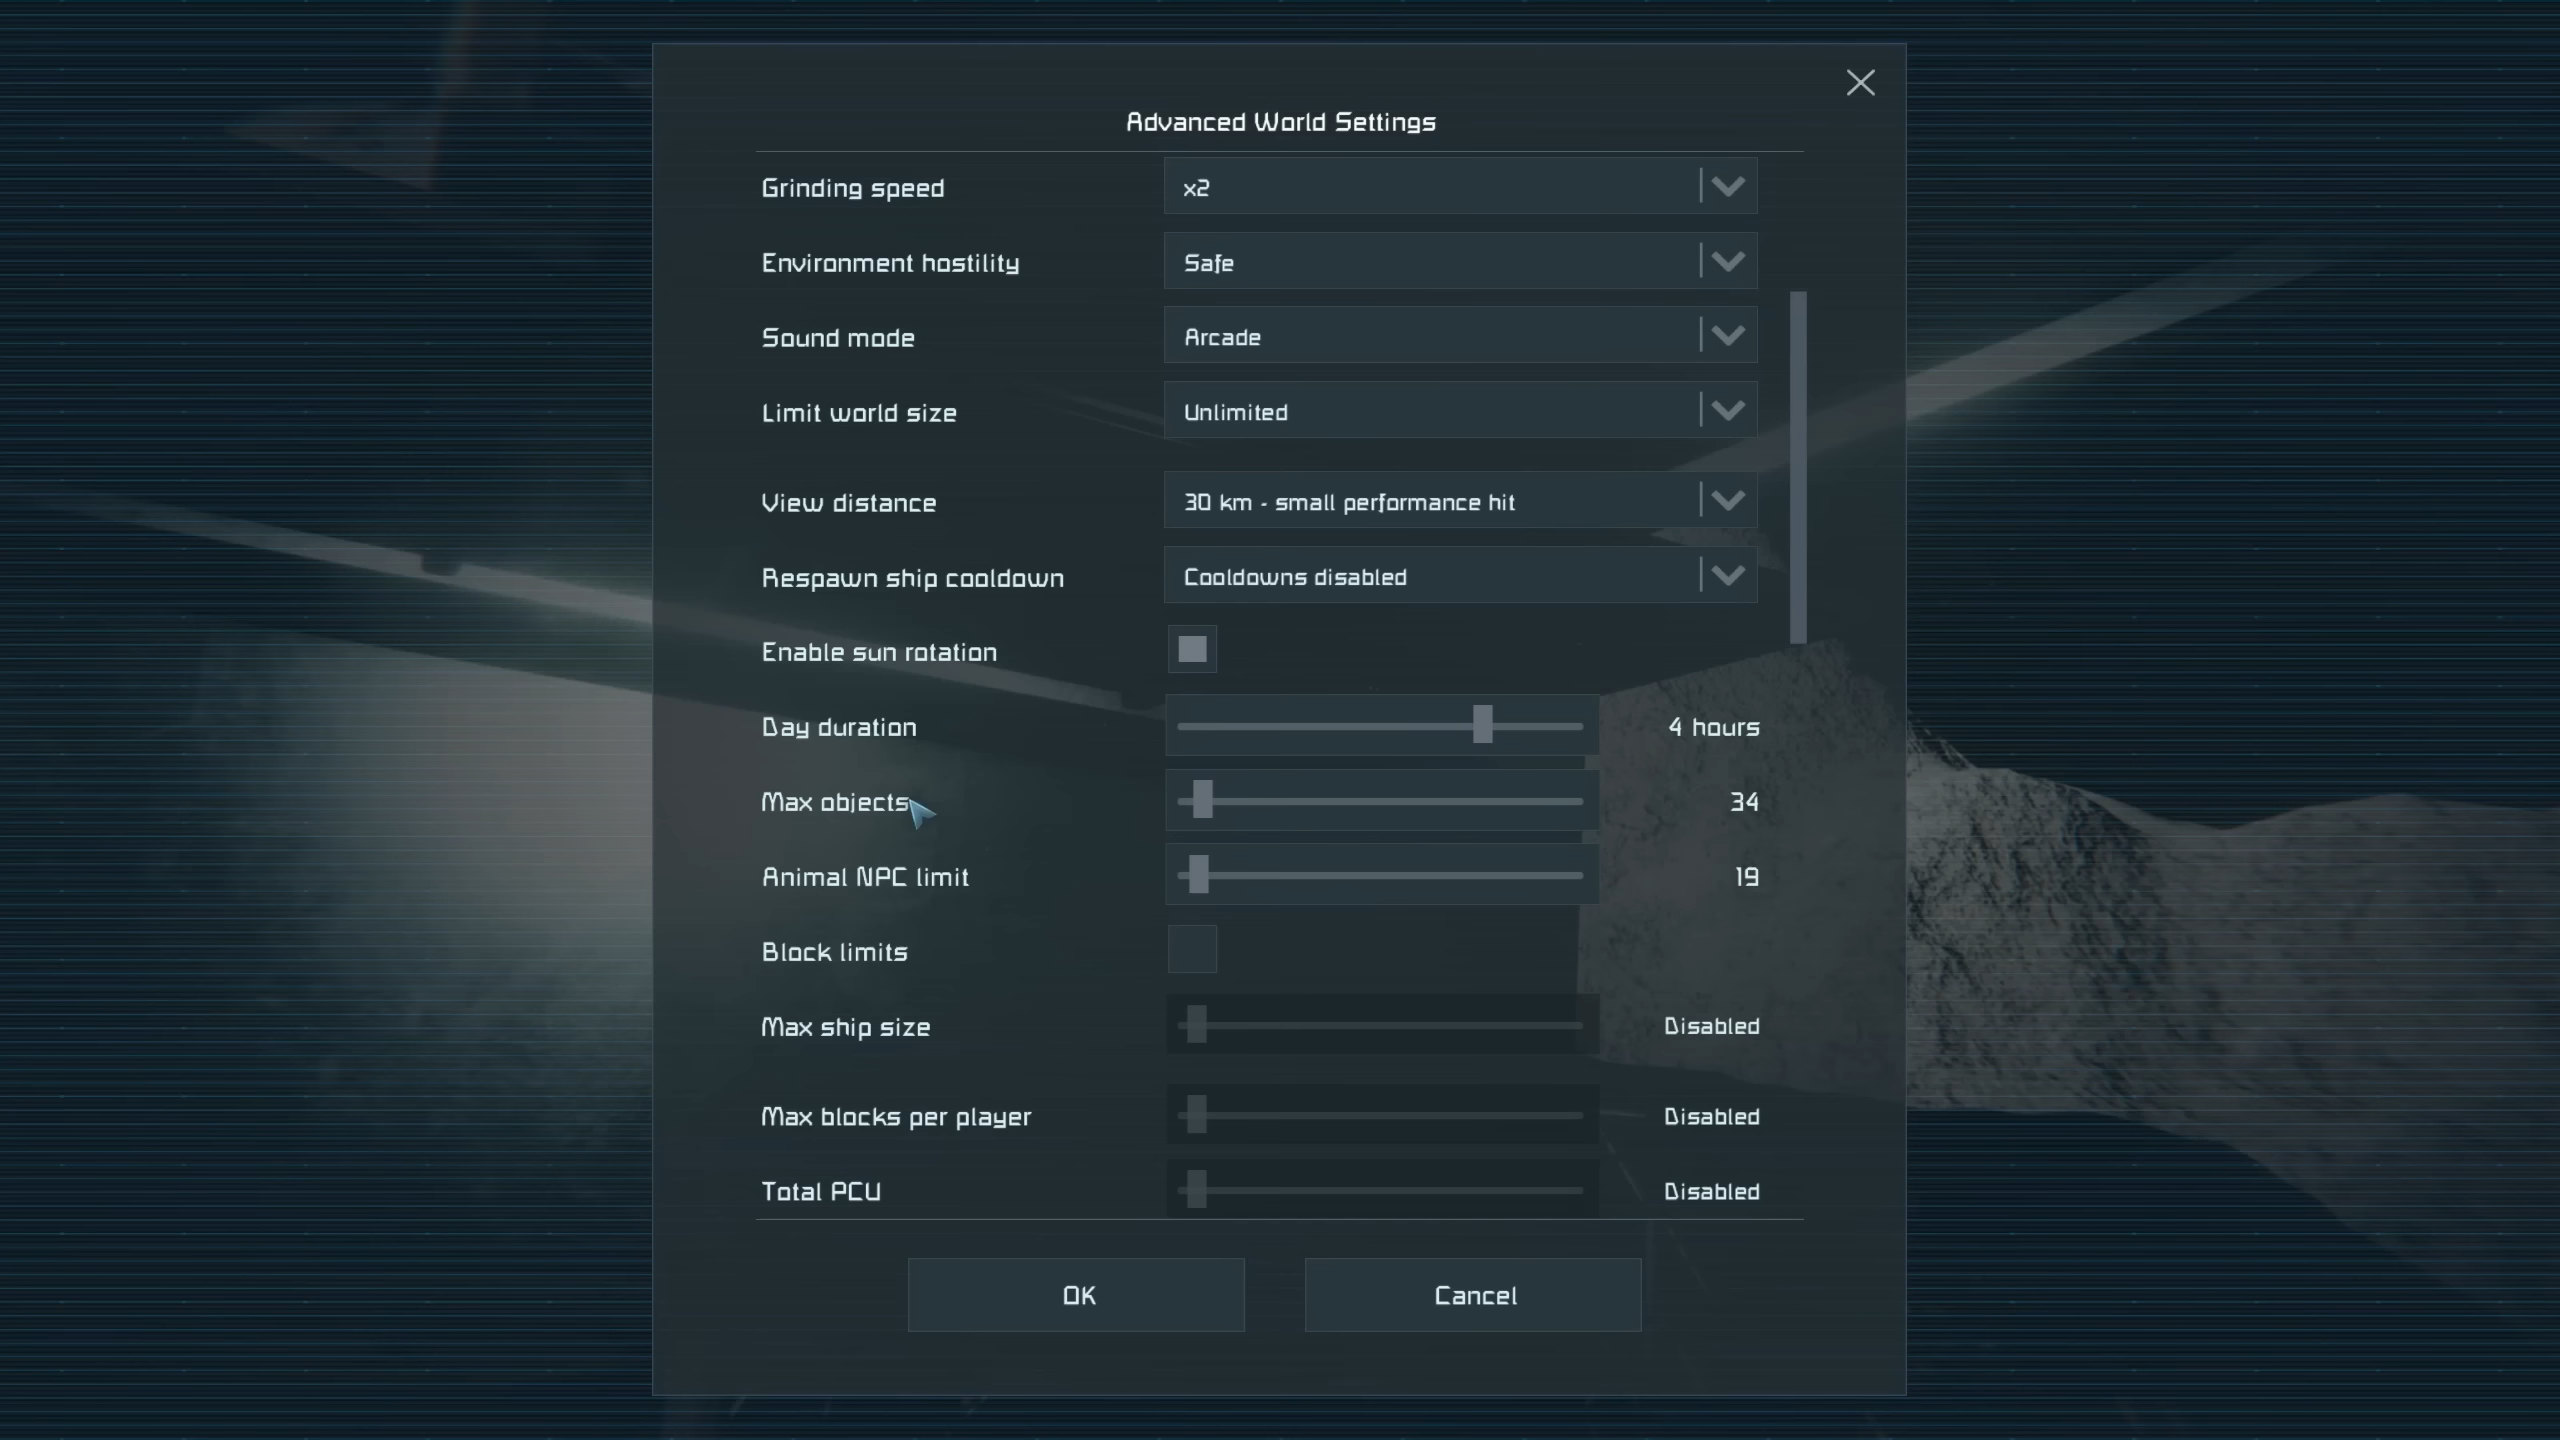 Advanced World Settings
Grinding speed x2
Environment hostility Safe
Sound mode Arcade
Limit world size Unlimited
View distance 30 km - small performance hit
Respawn ship cooldown Cooldowns disabled
Enable sun rotation
Day duration 4 hours
Max objects 34
Animal NPC limit 19
Block limits
Max ship size Disabled
Max blocks per player Disabled
Total PCU Disabled
OK Cancel